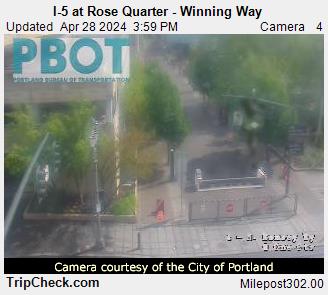 I-5 at Rose Quarter - Winning Way
Updated Apr 28 2024 3:59 PM Camera 4
PBOT
PORTLAND BUREAU OF TRANSPORTATION
Camera courtesy of the City of Portland
TripCheck.com Milepost302.00